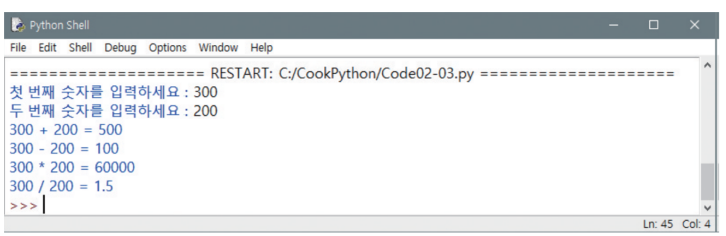 Python Shell
File Edit Shell Debug Options Window Help
==================== RESTART: C:/CookPython/Code02-03.py ====================
첫 번째 숫자를 입력하세요 : 300
두 번째 숫자를 입력하세요 : 200
300 + 200 = 500
300 - 200 = 100
300 * 200 = 60000
300 / 200 = 1.5
>>>
Ln: 45 Col: 4